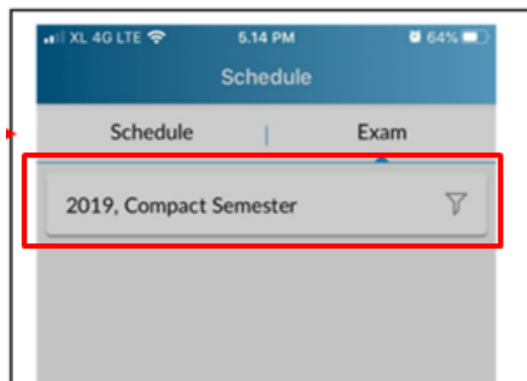 XL 4G LTE 5.14 PM 64%
Schedule
Schedule | Exam
2019, Compact Semester